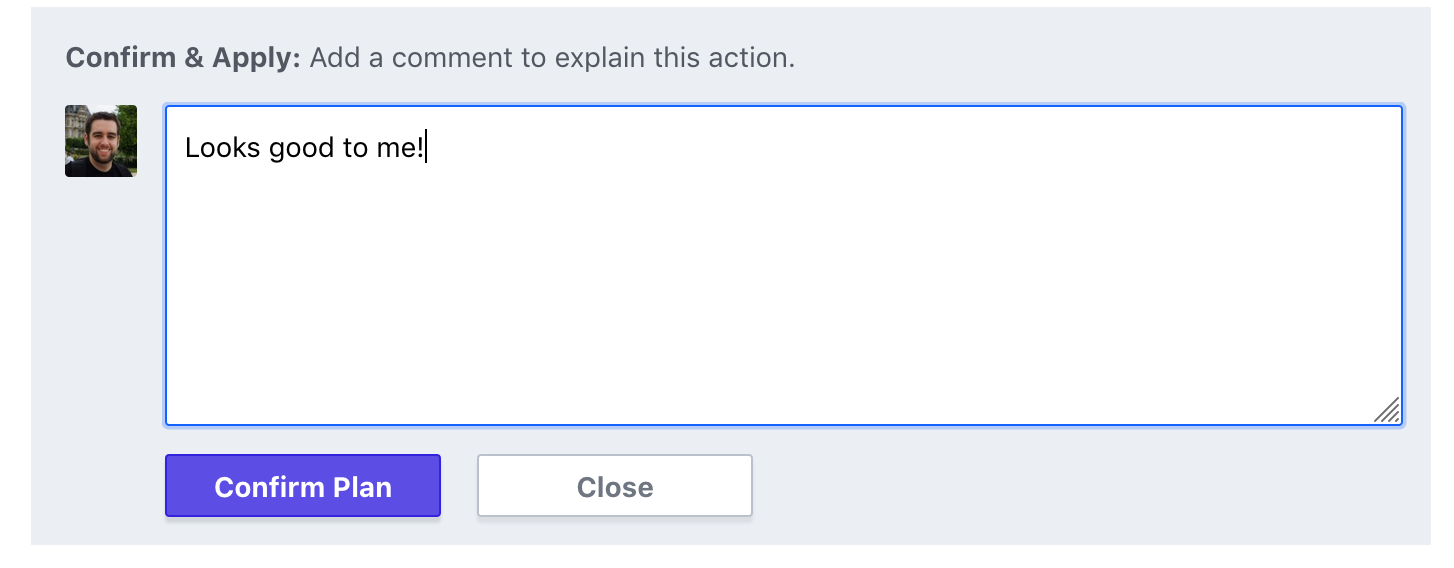 Confirm & Apply: Add a comment to explain this action.
Looks good to me!
Confirm Plan
Close